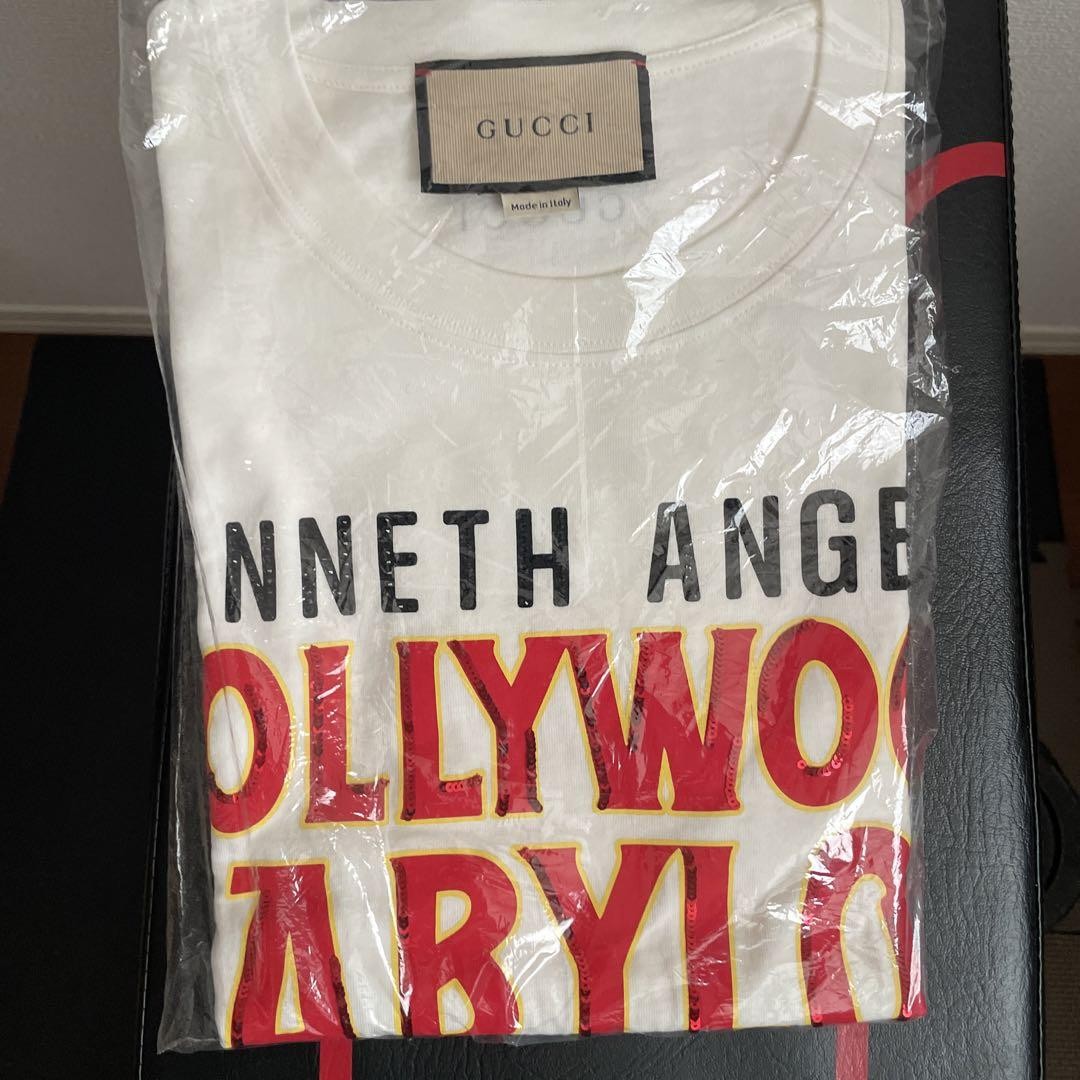 GUCCI
Made in Italy
NNETH ANGE
OLLYWOO
ABYLO